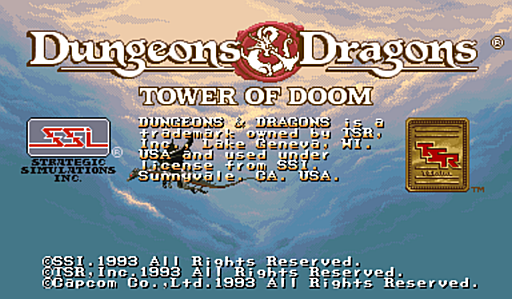 DUNGEONS & DRAGONS ®
TOWER OF DOOM
DUNGEONS & DRAGONS is a
trademark owned by TSR,
Inc., Lake Geneva, WI.
USA and used under
license from SSI,
Sunnyvale, CA. USA.
SSI ®
STRATEGIC
SIMULATIONS
INC.
TSR
TM
©SSI.1993 All Rights Reserved.
©TSR,Inc.1993 All Rights Reserved.
©Capcom Co.,Ltd.1993 All Rights Reserved.